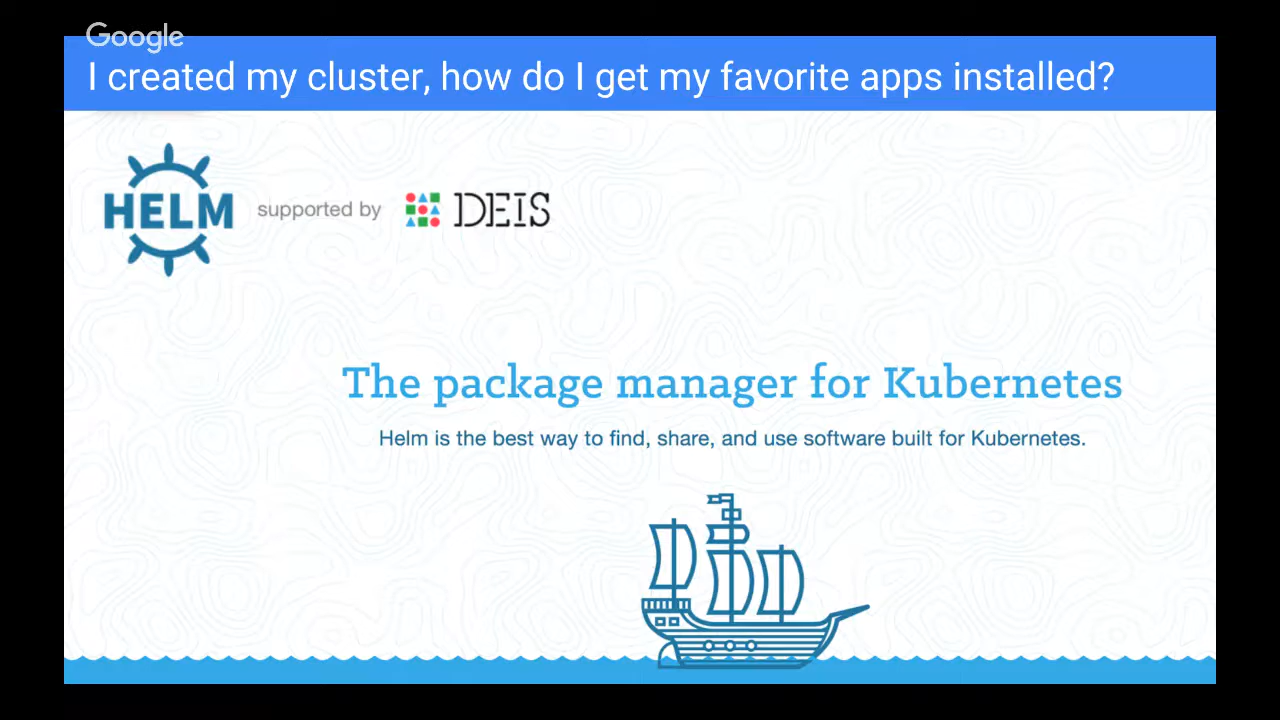 Google
I created my cluster, how do I get my favorite apps installed?
HELM supported by DEIS
The package manager for Kubernetes
Helm is the best way to find, share, and use software built for Kubernetes.